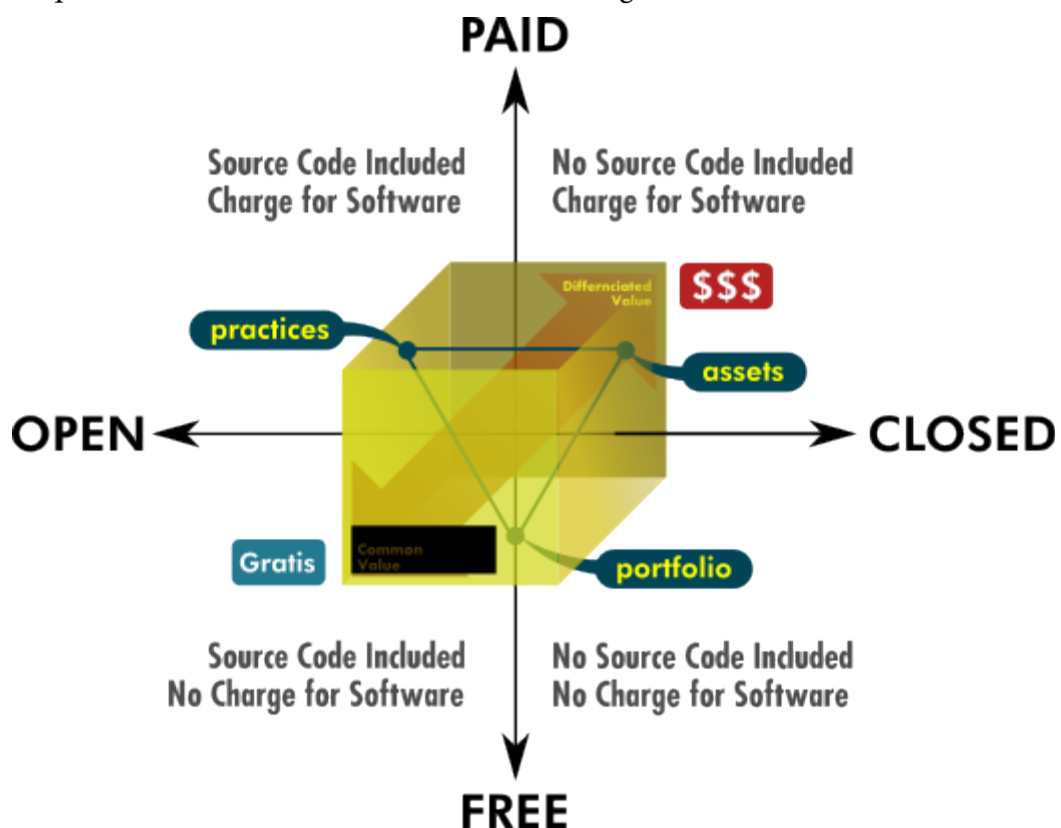 PAID
Source Code Included
Charge for Software
No Source Code Included
Charge for Software
Differnciated
Value
$$$
practices
assets
OPEN
CLOSED
Common
Value
Gratis
portfolio
Source Code Included
No Charge for Software
No Source Code Included
No Charge for Software
FREE